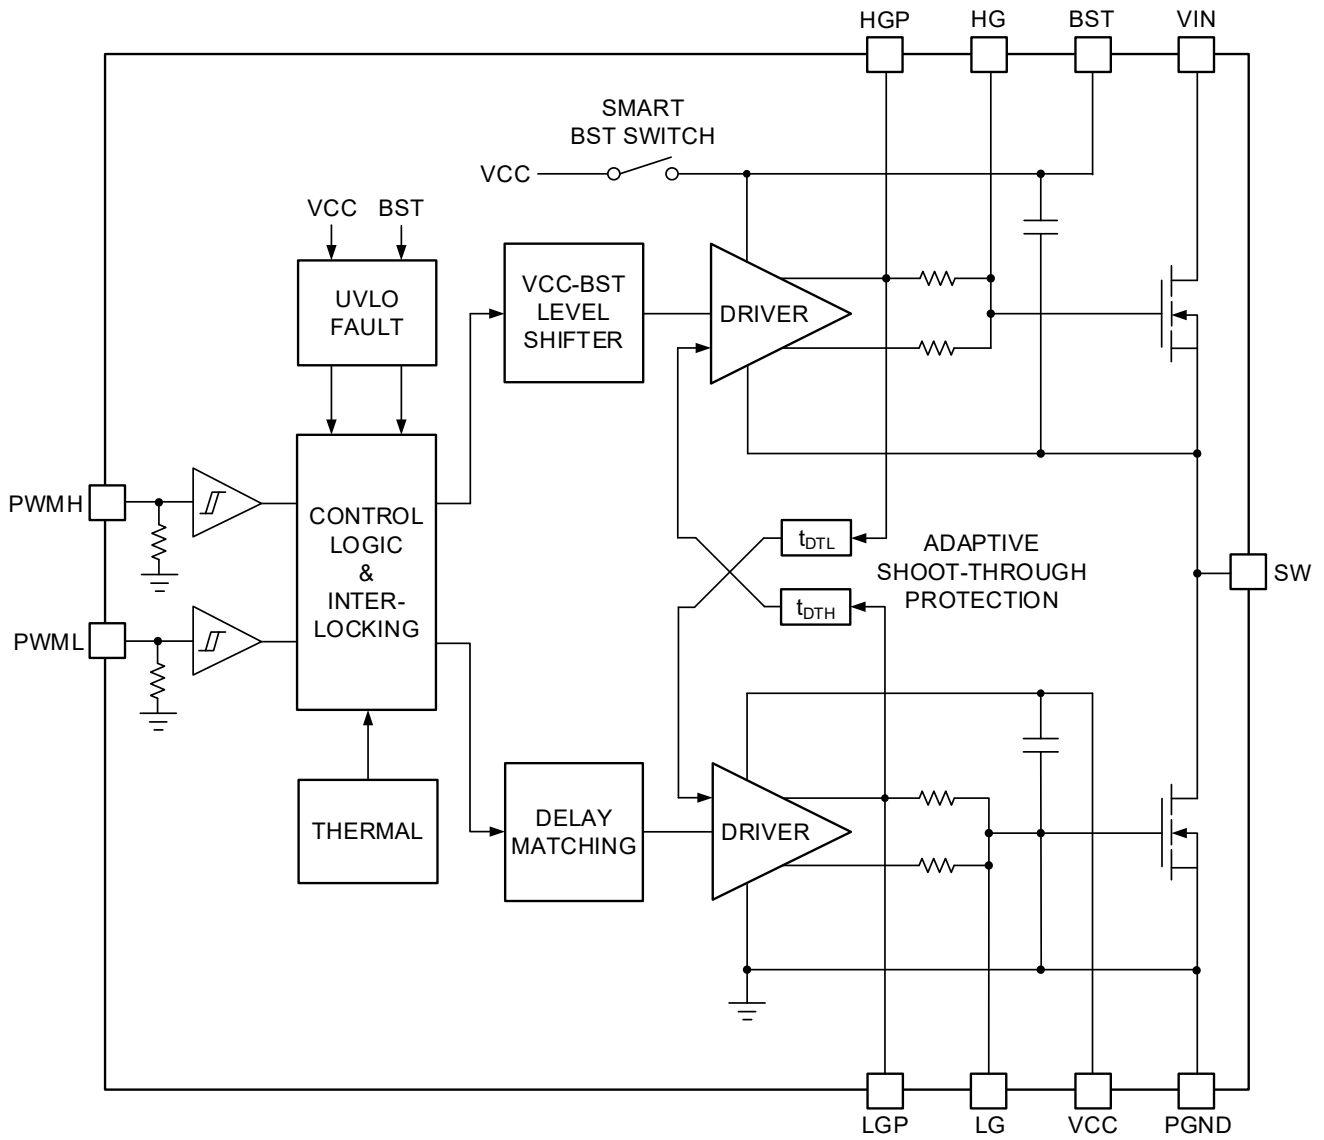 HGP
HG
BST
VIN
SMART
BST SWITCH
VCC
VCC
BST
UVLO
FAULT
VCC-BST
LEVEL
SHIFTER
DRIVER
PWMH
CONTROL
LOGIC
&
INTER-
LOCKING
tDTL
ADAPTIVE
SHOOT-THROUGH
PROTECTION
SW
tDTH
PWML
THERMAL
DELAY
MATCHING
DRIVER
LGP
LG
VCC
PGND